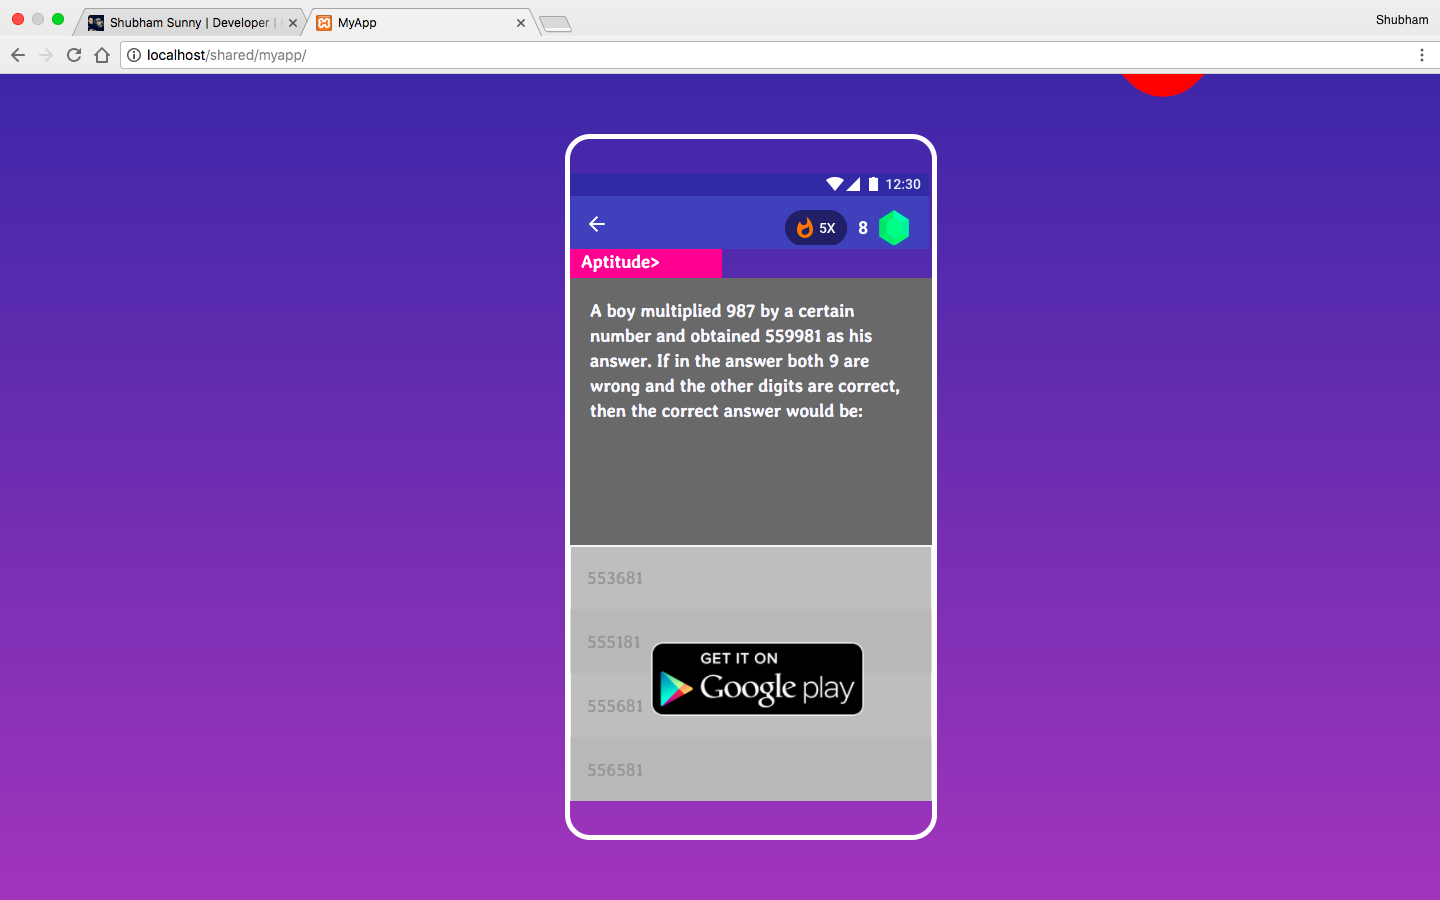 Shubham Sunny | Developer |
MyApp
Shubham
localhost/shared/myapp/
12:30
5X
8
Aptitude>
A boy multiplied 987 by a certain
number and obtained 559981 as his
answer. If in the answer both 9 are
wrong and the other digits are correct,
then the correct answer would be:
553681
555181
555681
556581
GET IT ON
Google play